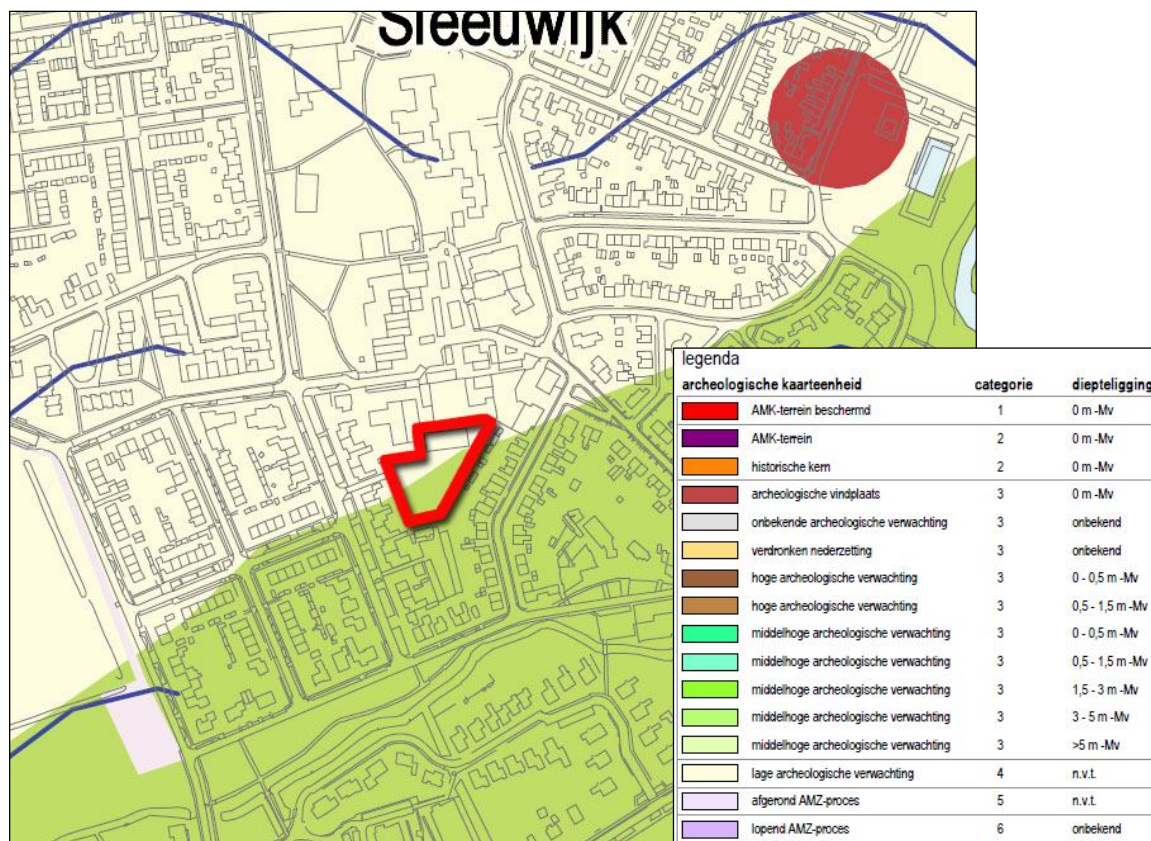 Sleeuwijk
legenda
archeologische kaarteenheid categorie diepteligging
AMK-terrein beschermd 1 0 m -Mv
AMK-terrein 2 0 m -Mv
historische kern 2 0 m -Mv
archeologische vindplaats 3 0 m -Mv
onbekende archeologische verwachting 3 onbekend
verdronken nederzetting 3 onbekend
hoge archeologische verwachting 3 0 - 0,5 m -Mv
hoge archeologische verwachting 3 0,5 - 1,5 m -Mv
middelhoge archeologische verwachting 3 0 - 0,5 m -Mv
middelhoge archeologische verwachting 3 0,5 - 1,5 m -Mv
middelhoge archeologische verwachting 3 1,5 - 3 m -Mv
middelhoge archeologische verwachting 3 3 - 5 m -Mv
middelhoge archeologische verwachting 3 >5 m -Mv
lage archeologische verwachting 4 n.v.t.
afgerond AMZ-proces 5 n.v.t.
lopend AMZ-proces 6 onbekend